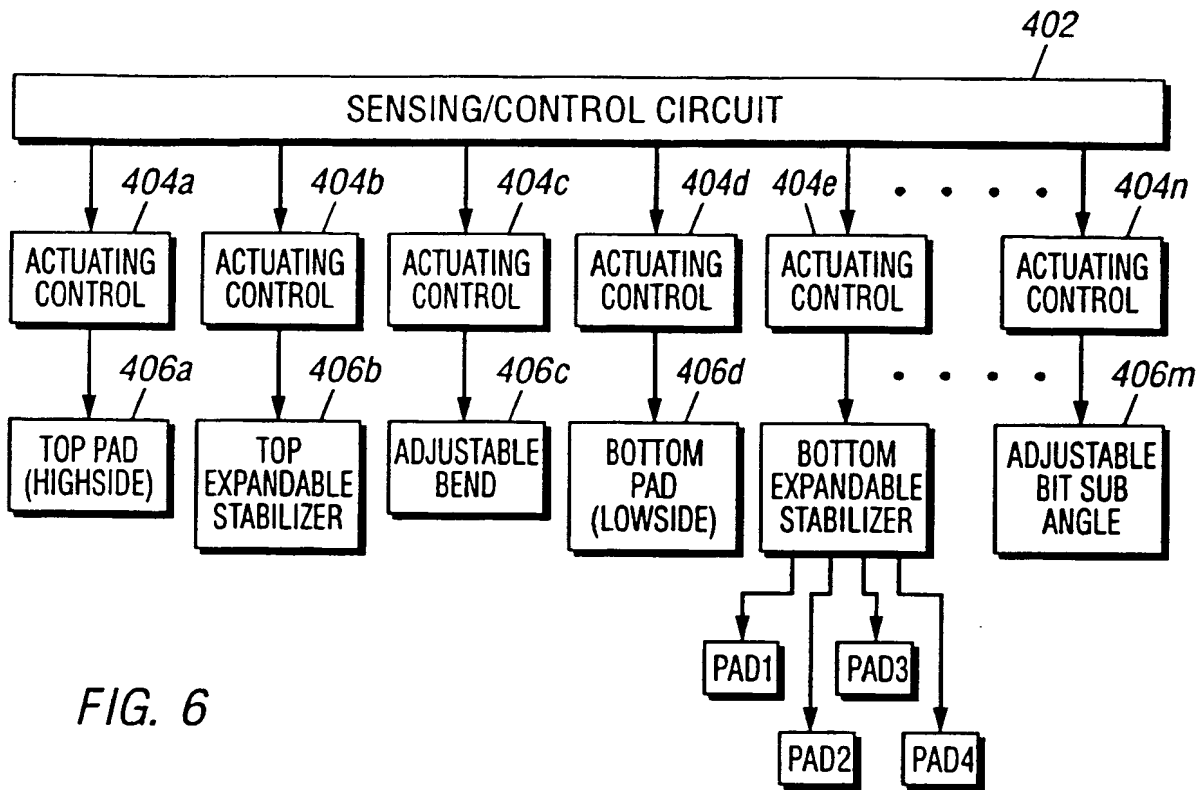 402
SENSING/CONTROL CIRCUIT
404a
404b
404c
404d
404e
404n
ACTUATING
CONTROL
ACTUATING
CONTROL
ACTUATING
CONTROL
ACTUATING
CONTROL
ACTUATING
CONTROL
ACTUATING
CONTROL
406a
406b
406c
406d
406m
TOP PAD
(HIGHSIDE)
TOP
EXPANDABLE
STABILIZER
ADJUSTABLE
BEND
BOTTOM
PAD
(LOWSIDE)
BOTTOM
EXPANDABLE
STABILIZER
ADJUSTABLE
BIT SUB
ANGLE
PAD1
PAD3
PAD2
PAD4
FIG. 6